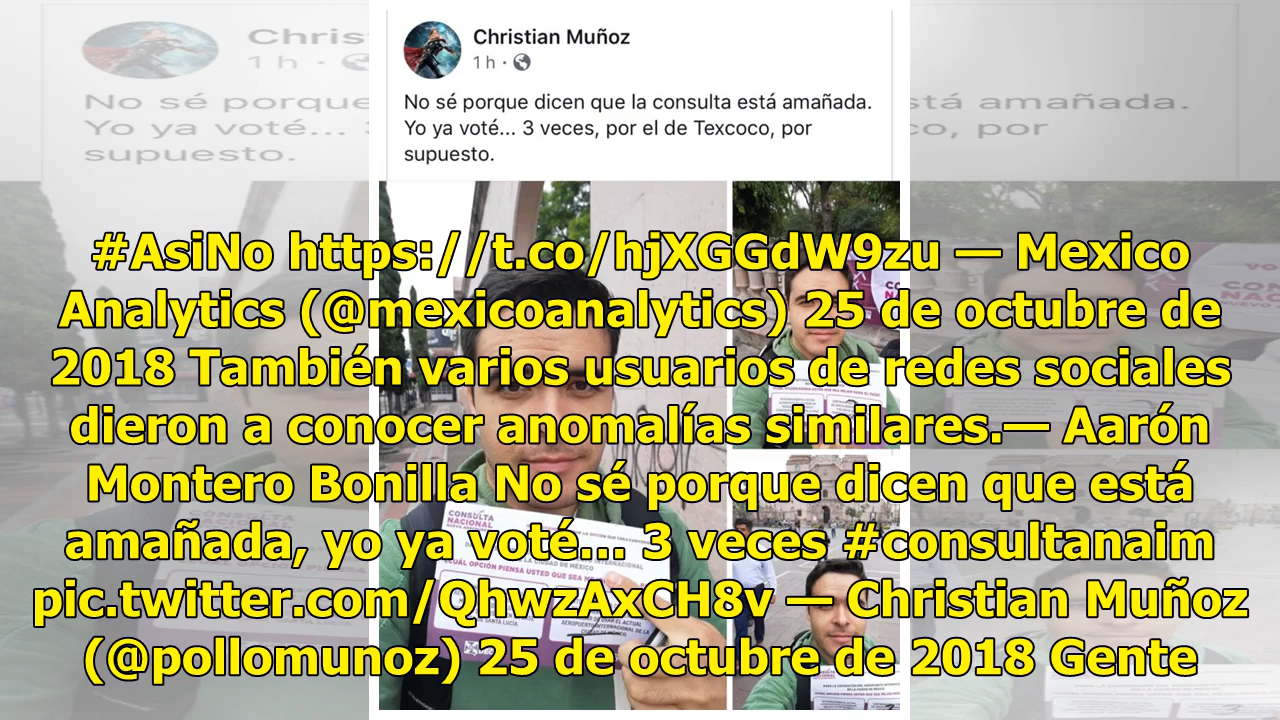 Christian Muñoz
1 h
No sé porque dicen que la consulta está amañada.
Yo ya voté... 3 veces, por el de Texcoco, por
supuesto.
#AsiNo https://t.co/hjXGGdW9zu — Mexico
Analytics (@mexicoanalytics) 25 de octubre de
2018 También varios usuarios de redes sociales
dieron a conocer anomalías similares.— Aarón
Montero Bonilla No sé porque dicen que está
amañada, yo ya voté... 3 veces #consultanaim
pic.twitter.com/QhwzAxCH8v — Christian Muñoz
(@pollomunoz) 25 de octubre de 2018 Gente
CONSULTA
NACIONAL